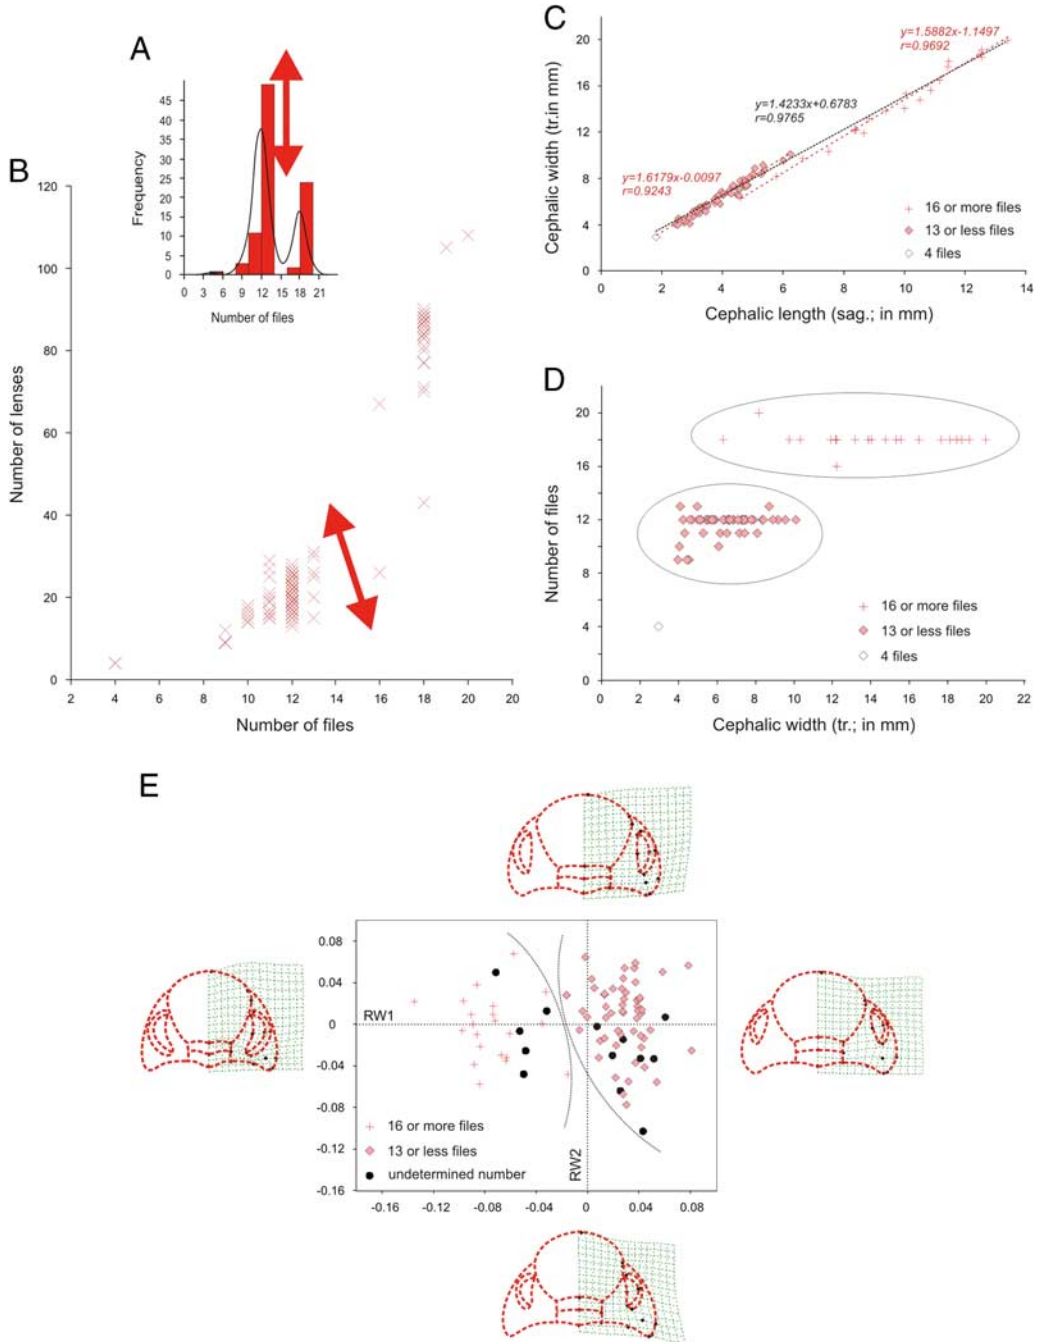 A
45
40
35
30
25
20
15
10
5
0
Frequency
0 3 6 9 12 15 18 21
Number of files
B
120
100
80
60
40
20
0
Number of lenses
2 4 6 8 10 12 14 16 18 20 20
Number of files
C
20
16
12
8
4
0
Cephalic width (tr.in mm)
y=1.5882x-1.1497
r=0.9692
y=1.4233x+0.6783
r=0.9765
y=1.6179x-0.0097
r=0.9243
16 or more files
13 or less files
4 files
0 2 4 6 8 10 12 14
Cephalic length (sag.; in mm)
D
20
16
12
8
4
0
Number of files
16 or more files
13 or less files
4 files
0 2 4 6 8 10 12 14 16 18 20 22
Cephalic width (tr.; in mm)
E
0.08
0.04
0
-0.04
-0.08
-0.12
-0.16
RW1
RW2
16 or more files
13 or less files
undetermined number
-0.16 -0.12 -0.08 -0.04 0 0.04 0.08